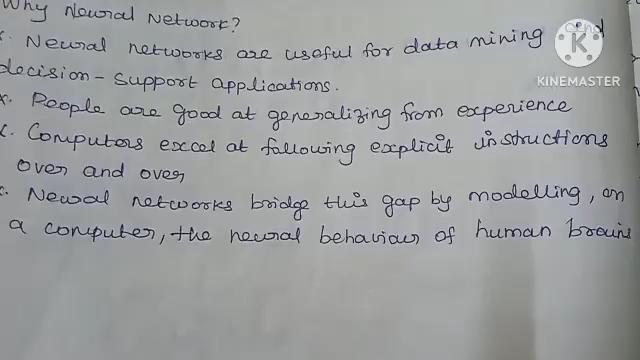 Why Neural Network?
x. Neural networks are useful for data mining and
decision - support applications.
x. People are good at generalizing from experience
x. Computers excel at following explicit instructions
over and over
x. Neural networks bridge this gap by modelling, on
a computer, the neural behaviour of human brains
K
KINEMASTER